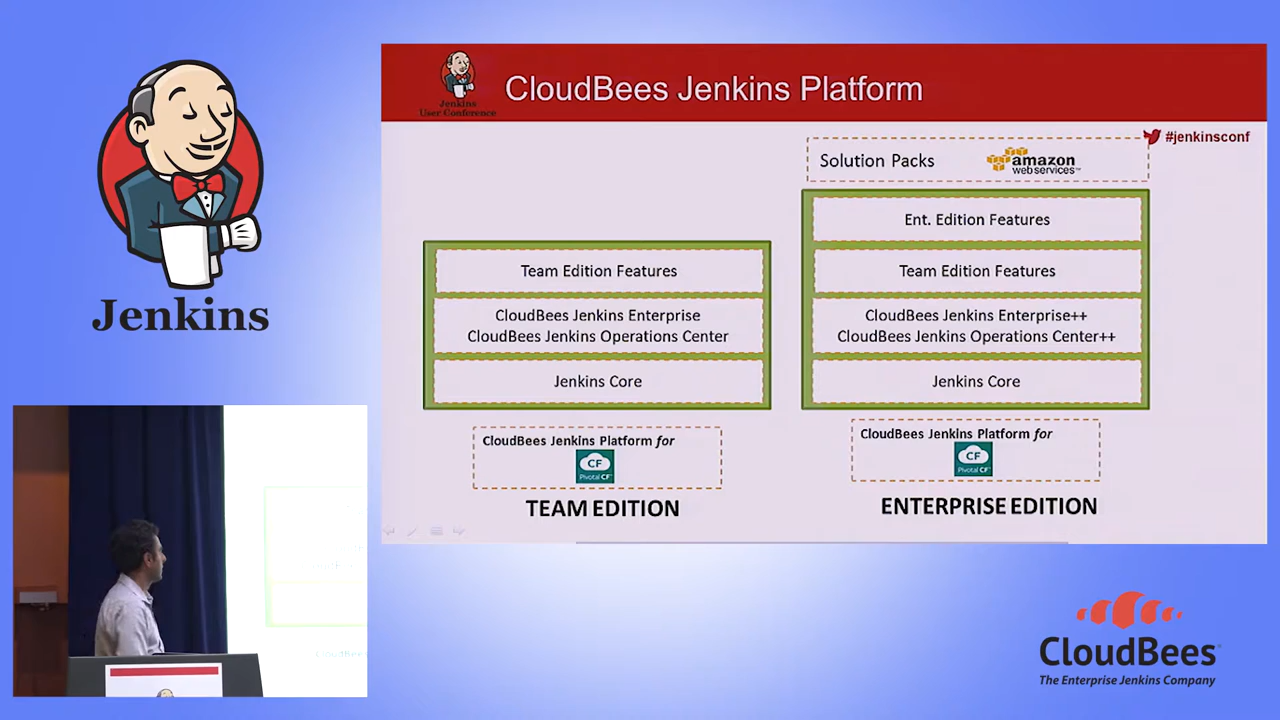 Jenkins
Jenkins
User Conference
CloudBees Jenkins Platform
#jenkinsconf
Solution Packs
amazon
web services™
Team Edition Features
CloudBees Jenkins Enterprise
CloudBees Jenkins Operations Center
Jenkins Core
CloudBees Jenkins Platform for
CF
Pivotal CF™
TEAM EDITION
Ent. Edition Features
Team Edition Features
CloudBees Jenkins Enterprise++
CloudBees Jenkins Operations Center++
Jenkins Core
CloudBees Jenkins Platform for
CF
Pivotal CF™
ENTERPRISE EDITION
CloudBees
The Enterprise Jenkins Company